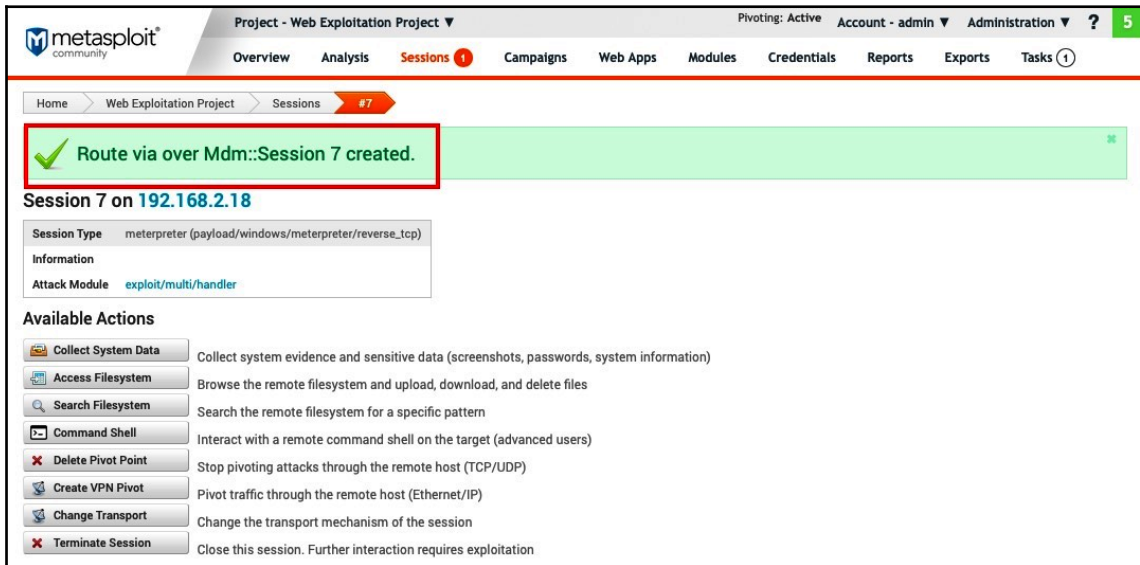 metasploit®
community
Project - Web Exploitation Project ▼
Pivoting: Active Account - admin ▼ Administration ▼ ? 5
Overview Analysis Sessions 1 Campaigns Web Apps Modules Credentials Reports Exports Tasks 1
Home Web Exploitation Project Sessions #7
Route via over Mdm::Session 7 created.
Session 7 on 192.168.2.18
Session Type meterpreter (payload/windows/meterpreter/reverse_tcp)
Information
Attack Module exploit/multi/handler
Available Actions
Collect System Data Collect system evidence and sensitive data (screenshots, passwords, system information)
Access Filesystem Browse the remote filesystem and upload, download, and delete files
Search Filesystem Search the remote filesystem for a specific pattern
Command Shell Interact with a remote command shell on the target (advanced users)
Delete Pivot Point Stop pivoting attacks through the remote host (TCP/UDP)
Create VPN Pivot Pivot traffic through the remote host (Ethernet/IP)
Change Transport Change the transport mechanism of the session
Terminate Session Close this session. Further interaction requires exploitation